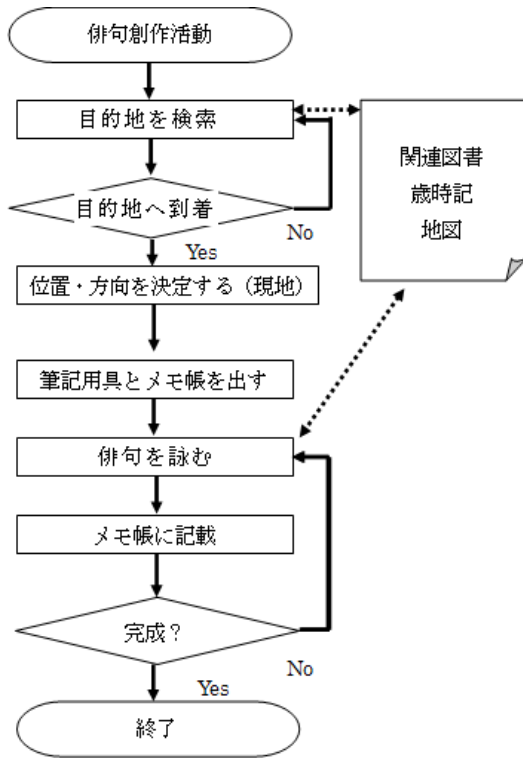 俳句創作活動
目的地を検索
関連図書
歳時記
地図
目的地へ到着
No
Yes
位置・方向を決定する（現地）
筆記用具とメモ帳を出す
俳句を詠む
メモ帳に記載
完成？
No
Yes
終了